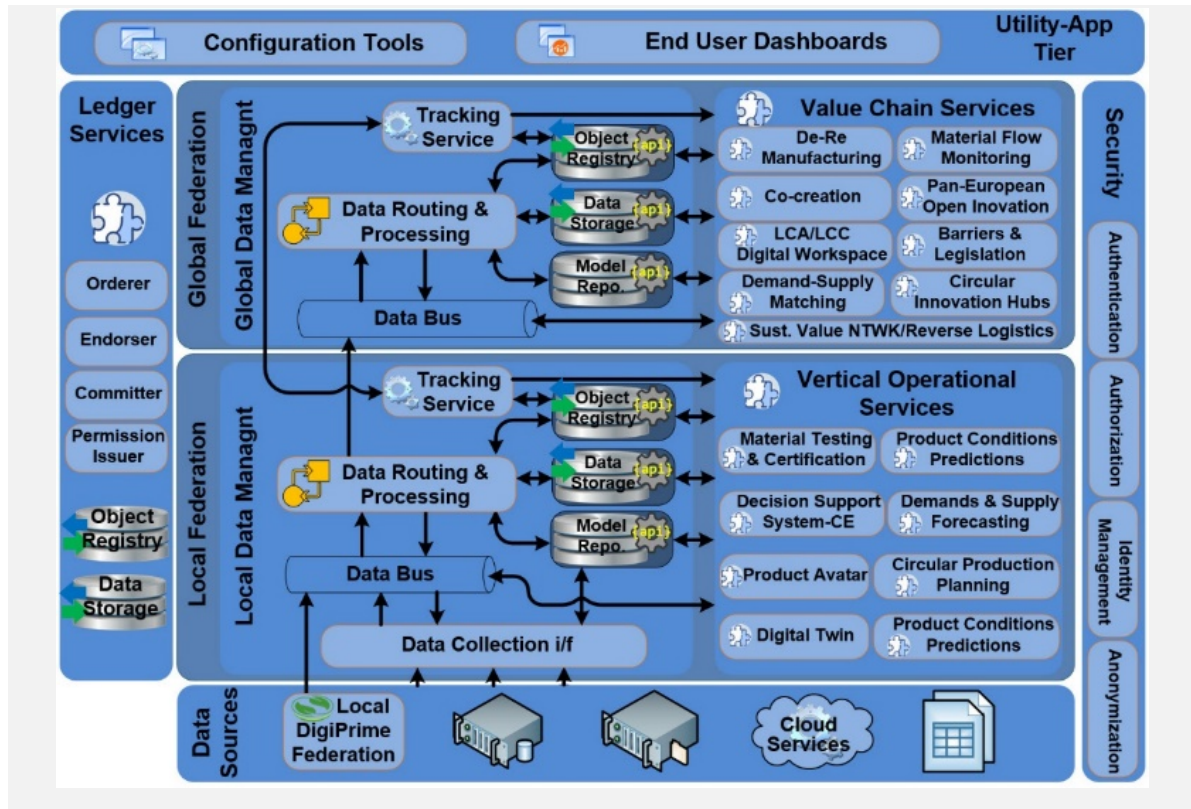 Configuration Tools
End User Dashboards
Utility-App
Tier
Ledger
Services
Orderer
Endorser
Committer
Permission
Issuer
Object
Registry
Data
Storage
Global Federation
Global Data Managnt
Tracking
Service
Object
Registry
{api}
Data Routing &
Processing
Data
Storage
{api}
Model
Repo.
{api}
Data Bus
Value Chain Services
De-Re
Manufacturing
Material Flow
Monitoring
Co-creation
Pan-European
Open Inovation
LCA/LCC
Digital Workspace
Barriers &
Legislation
Demand-Supply
Matching
Circular
Innovation Hubs
Sust. Value NTWK/Reverse Logistics
Local Federation
Local Data Managnt
Tracking
Service
Object
Registry
{api}
Data Routing &
Processing
Data
Storage
{api}
Model
Repo.
{api}
Data Bus
Data Collection i/f
Vertical Operational
Services
Material Testing
& Certification
Product Conditions
Predictions
Decision Support
System-CE
Demands & Supply
Forecasting
Product Avatar
Circular Production
Planning
Digital Twin
Product Conditions
Predictions
Security
Authentication
Authorization
Identity
Management
Anonymization
Data
Sources
Local
DigiPrime
Federation
Cloud
Services